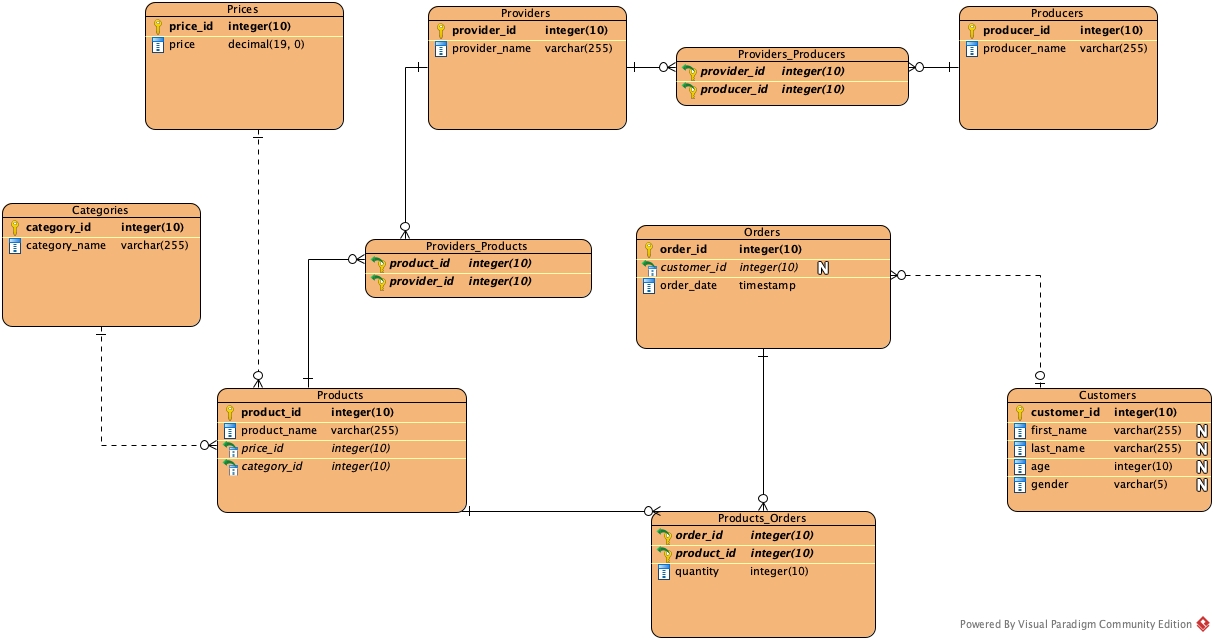 Prices
price_id integer(10)
price decimal(19, 0)
Providers
provider_id integer(10)
provider_name varchar(255)
Providers_Producers
provider_id integer(10)
producer_id integer(10)
Producers
producer_id integer(10)
producer_name varchar(255)
Categories
category_id integer(10)
category_name varchar(255)
Providers_Products
product_id integer(10)
provider_id integer(10)
Orders
order_id integer(10)
customer_id integer(10) N
order_date timestamp
Products
product_id integer(10)
product_name varchar(255)
price_id integer(10)
category_id integer(10)
Customers
customer_id integer(10)
first_name varchar(255) N
last_name varchar(255) N
age integer(10) N
gender varchar(5) N
Products_Orders
order_id integer(10)
product_id integer(10)
quantity integer(10)
Powered By Visual Paradigm Community Edition